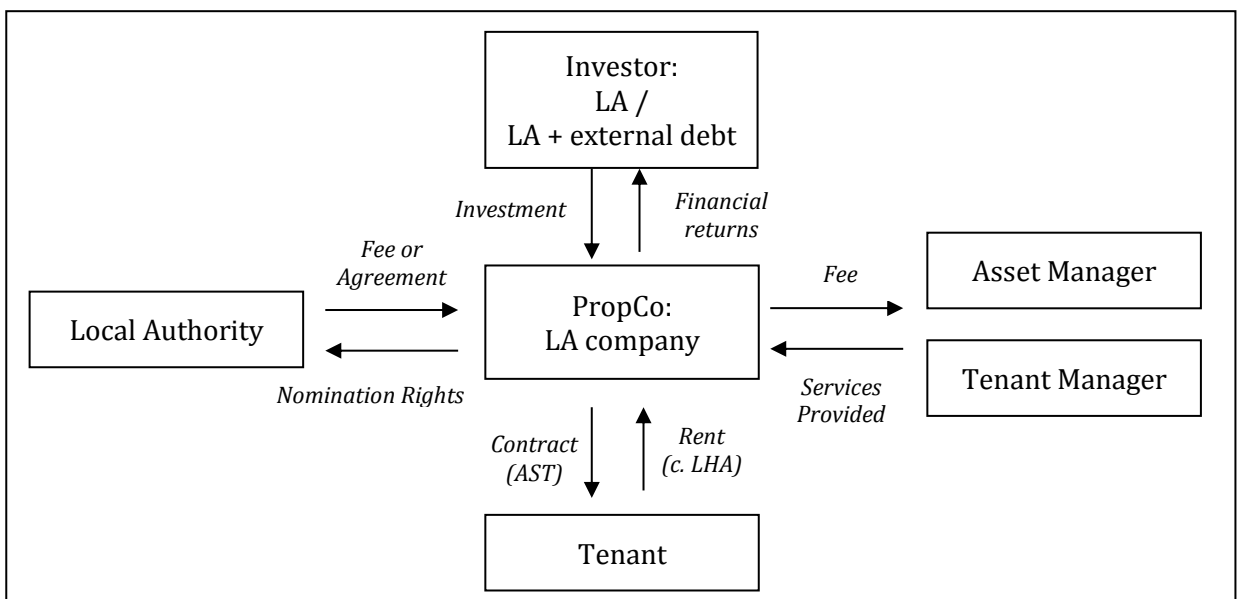 Investor:
LA /
LA + external debt
Investment
Financial
returns
Fee or
Agreement
Fee
Asset Manager
Local Authority
PropCo:
LA company
Nomination Rights
Services
Provided
Tenant Manager
Contract
(AST)
Rent
(c. LHA)
Tenant